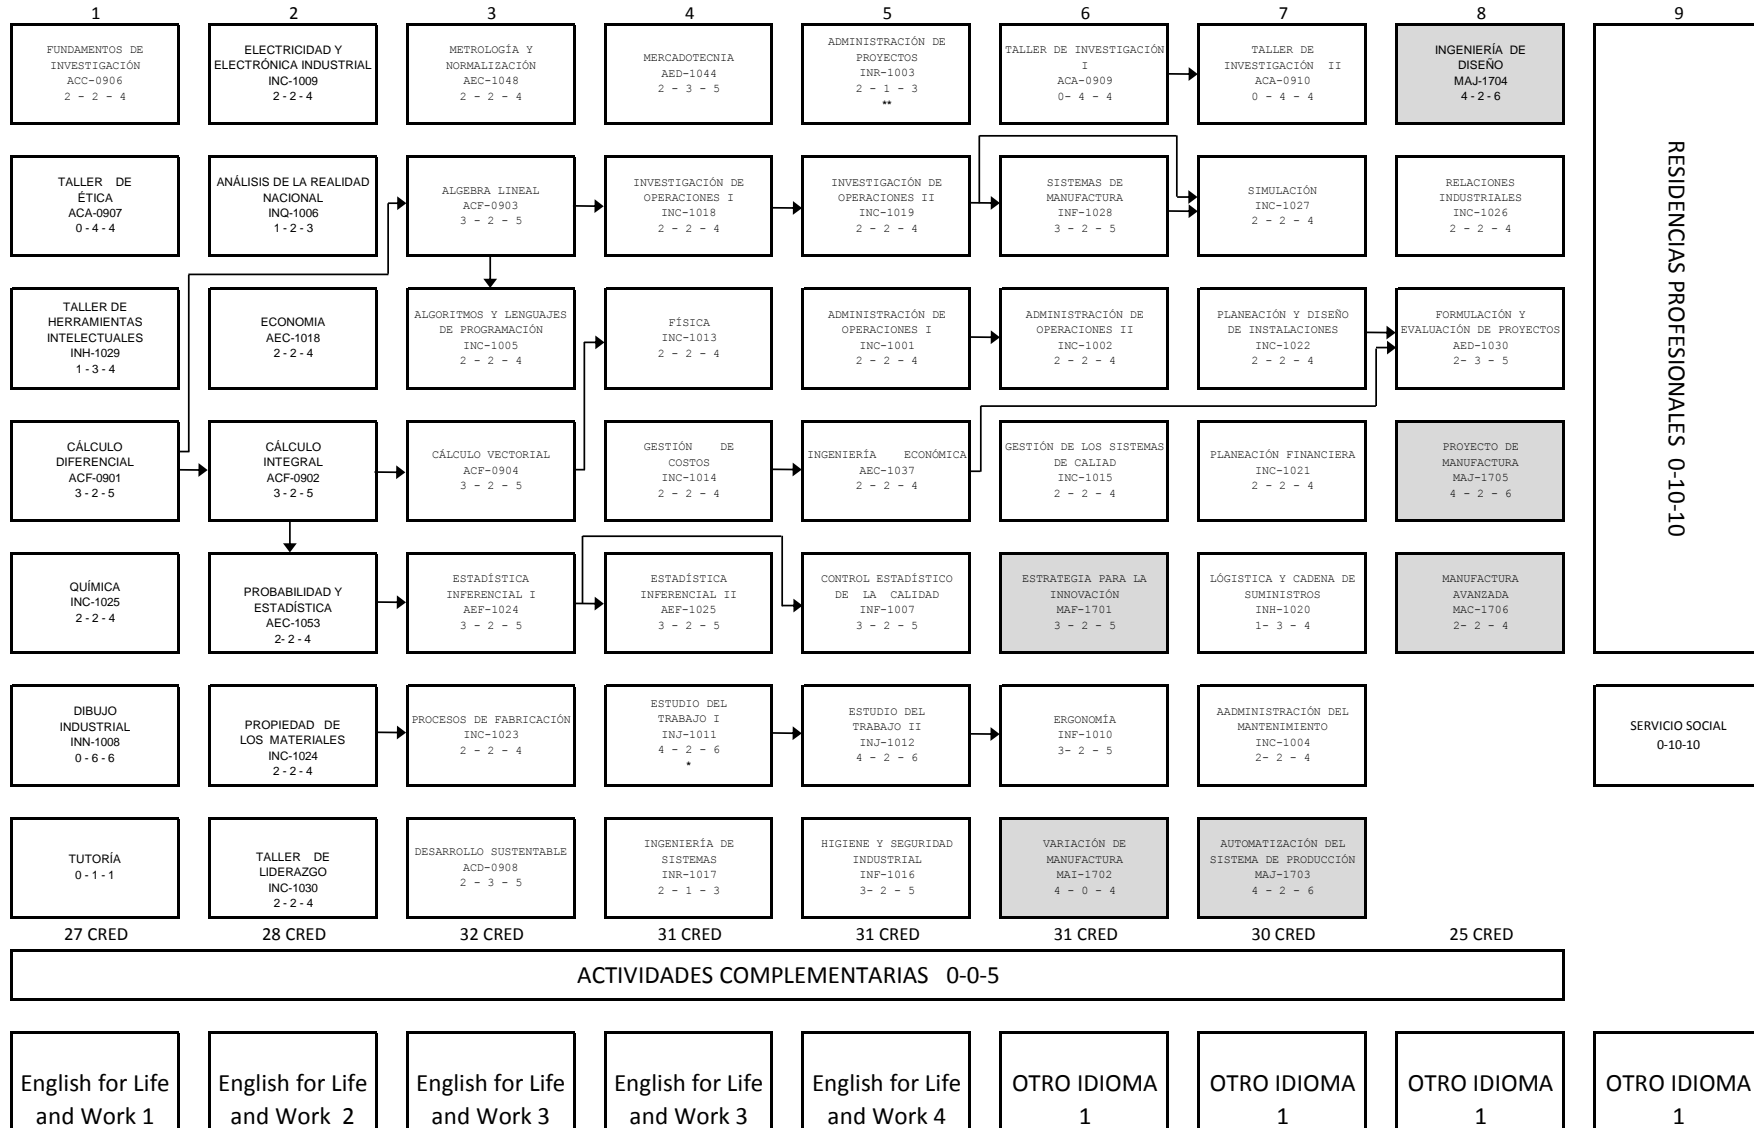 1
2
3
4
5
6
7
8
9
FUNDAMENTOS DE
INVESTIGACIÓN
ACC-0906
2 - 2 - 4
ELECTRICIDAD Y
ELECTRÓNICA INDUSTRIAL
INC-1009
2 - 2 - 4
METROLOGÍA Y
NORMALIZACIÓN
AEC-1048
2 - 2 - 4
MERCADOTECNIA
AED-1044
2 - 3 - 5
ADMINISTRACIÓN DE
PROYECTOS
INR-1003
2 - 1 - 3
**
TALLER DE INVESTIGACIÓN
I
ACA-0909
0- 4 - 4
TALLER DE
INVESTIGACIÓN II
ACA-0910
0 - 4 - 4
INGENIERÍA DE
DISEÑO
MAJ-1704
4 - 2 - 6
RESIDENCIAS PROFESIONALES 0-10-10
TALLER DE
ÉTICA
ACA-0907
0 - 4 - 4
ANÁLISIS DE LA REALIDAD
NACIONAL
INQ-1006
1 - 2 - 3
ALGEBRA LINEAL
ACF-0903
3 - 2 - 5
INVESTIGACIÓN DE
OPERACIONES I
INC-1018
2 - 2 - 4
INVESTIGACIÓN DE
OPERACIONES II
INC-1019
2 - 2 - 4
SISTEMAS DE
MANUFACTURA
INF-1028
3 - 2 - 5
SIMULACIÓN
INC-1027
2 - 2 - 4
RELACIONES
INDUSTRIALES
INC-1026
2 - 2 - 4
TALLER DE
HERRAMIENTAS
INTELECTUALES
INH-1029
1 - 3 - 4
ECONOMIA
AEC-1018
2 - 2 - 4
ALGORITMOS Y LENGUAJES
DE PROGRAMACIÓN
INC-1005
2 - 2 - 4
FÍSICA
INC-1013
2 - 2 - 4
ADMINISTRACIÓN DE
OPERACIONES I
INC-1001
2 - 2 - 4
ADMINISTRACIÓN DE
OPERACIONES II
INC-1002
2 - 2 - 4
PLANEACIÓN Y DISEÑO
DE INSTALACIONES
INC-1022
2 - 2 - 4
FORMULACIÓN Y
EVALUACIÓN DE PROYECTOS
AED-1030
2- 3 - 5
CÁLCULO
DIFERENCIAL
ACF-0901
3 - 2 - 5
CÁLCULO
INTEGRAL
ACF-0902
3 - 2 - 5
CÁLCULO VECTORIAL
ACF-0904
3 - 2 - 5
GESTIÓN DE
COSTOS
INC-1014
2 - 2 - 4
INGENIERÍA ECONÓMICA
AEC-1037
2 - 2 - 4
GESTIÓN DE LOS SISTEMAS
DE CALIAD
INC-1015
2 - 2 - 4
PLANEACIÓN FINANCIERA
INC-1021
2 - 2 - 4
PROYECTO DE
MANUFACTURA
MAJ-1705
4 - 2 - 6
QUÍMICA
INC-1025
2 - 2 - 4
PROBABILIDAD Y
ESTADÍSTICA
AEC-1053
2- 2 - 4
ESTADÍSTICA
INFERENCIAL I
AEF-1024
3 - 2 - 5
ESTADÍSTICA
INFERENCIAL II
AEF-1025
3 - 2 - 5
CONTROL ESTADÍSTICO
DE LA CALIDAD
INF-1007
3 - 2 - 5
ESTRATEGIA PARA LA
INNOVACIÓN
MAF-1701
3 - 2 - 5
LÓGISTICA Y CADENA DE
SUMINISTROS
INH-1020
1- 3 - 4
MANUFACTURA
AVANZADA
MAC-1706
2- 2 - 4
DIBUJO
INDUSTRIAL
INN-1008
0 - 6 - 6
PROPIEDAD DE
LOS MATERIALES
INC-1024
2 - 2 - 4
PROCESOS DE FABRICACIÓN
INC-1023
2 - 2 - 4
ESTUDIO DEL
TRABAJO I
INJ-1011
4 - 2 - 6
*
ESTUDIO DEL
TRABAJO II
INJ-1012
4 - 2 - 6
ERGONOMÍA
INF-1010
3- 2 - 5
AADMINISTRACIÓN DEL
MANTENIMIENTO
INC-1004
2- 2 - 4
SERVICIO SOCIAL
0-10-10
TUTORÍA
0 - 1 - 1
TALLER DE
LIDERAZGO
INC-1030
2 - 2 - 4
DESARROLLO SUSTENTABLE
ACD-0908
2 - 3 - 5
INGENIERÍA DE
SISTEMAS
INR-1017
2 - 1 - 3
HIGIENE Y SEGURIDAD
INDUSTRIAL
INF-1016
3- 2 - 5
VARIACIÓN DE
MANUFACTURA
MAI-1702
4 - 0 - 4
AUTOMATIZACIÓN DEL
SISTEMA DE PRODUCCIÓN
MAJ-1703
4 - 2 - 6
27 CRED
28 CRED
32 CRED
31 CRED
31 CRED
31 CRED
30 CRED
25 CRED
ACTIVIDADES COMPLEMENTARIAS 0-0-5
English for Life
and Work 1
English for Life
and Work 2
English for Life
and Work 3
English for Life
and Work 3
English for Life
and Work 4
OTRO IDIOMA
1
OTRO IDIOMA
1
OTRO IDIOMA
1
OTRO IDIOMA
1